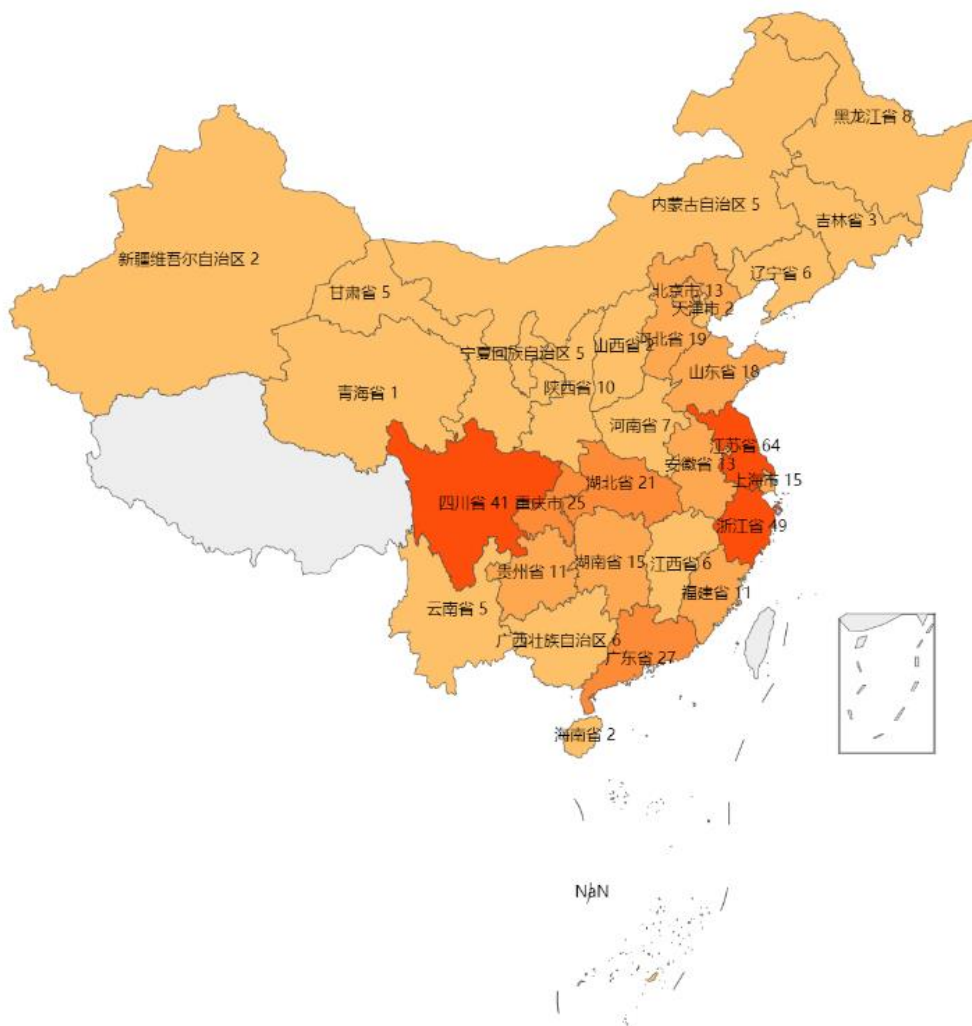 黑龙江省 8
内蒙古自治区 5
吉林省 3
新疆维吾尔自治区 2
辽宁省 6
甘肃省 5
北京市 13
天津市 2
河北省 19
宁夏回族自治区 5
山西省 2
山东省 18
陕西省 10
青海省 1
河南省 7
江苏省 64
安徽省 13
上海市 15
湖北省 21
四川省 41
重庆市 25
浙江省 49
贵州省 11
湖南省 15
江西省 6
福建省 11
云南省 5
广西壮族自治区 6
广东省 27
海南省 2
NaN